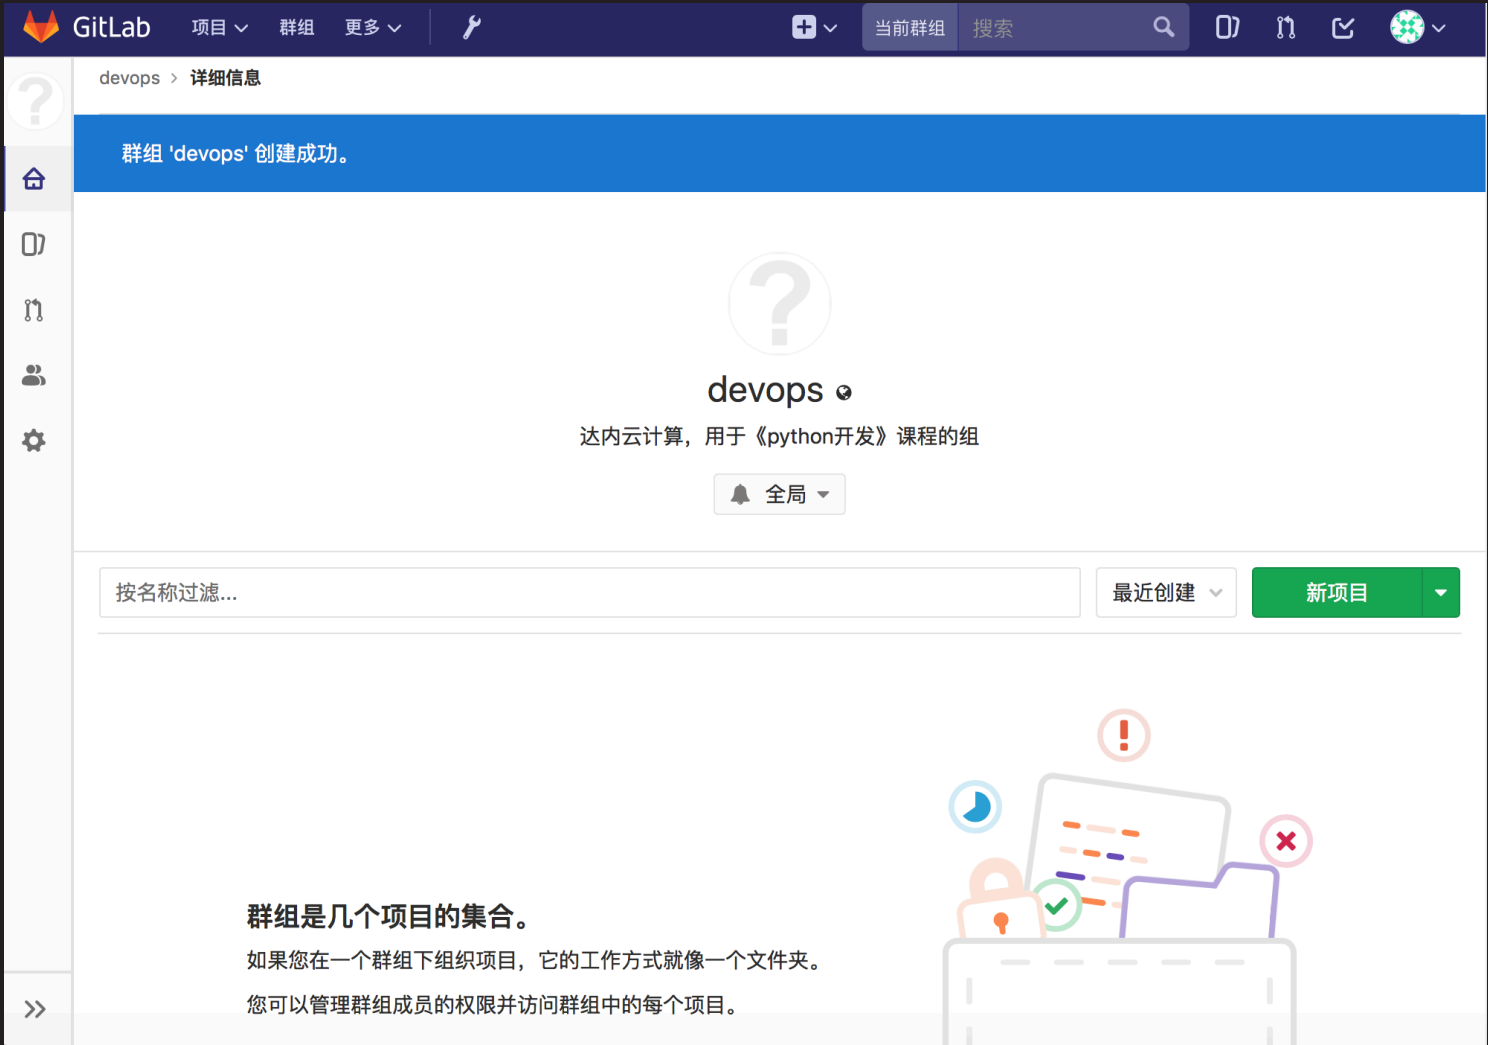 GitLab 项目 群组 更多 当前群组 搜索
devops > 详细信息
群组 'devops' 创建成功。
devops
达内云计算，用于《python开发》课程的组
全局
按名称过滤... 最近创建 新项目
群组是几个项目的集合。
如果您在一个群组下组织项目，它的工作方式就像一个文件夹。
您可以管理群组成员的权限并访问群组中的每个项目。